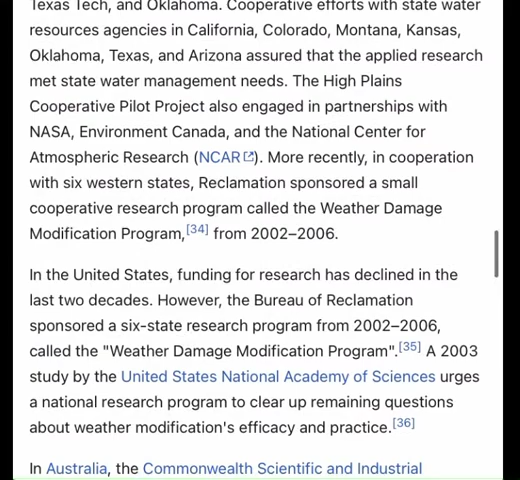 Texas Tech, and Oklahoma. Cooperative efforts with state water
resources agencies in California, Colorado, Montana, Kansas,
Oklahoma, Texas, and Arizona assured that the applied research
met state water management needs. The High Plains
Cooperative Pilot Project also engaged in partnerships with
NASA, Environment Canada, and the National Center for
Atmospheric Research (NCAR). More recently, in cooperation
with six western states, Reclamation sponsored a small
cooperative research program called the Weather Damage
Modification Program,[34] from 2002–2006.
In the United States, funding for research has declined in the
last two decades. However, the Bureau of Reclamation
sponsored a six-state research program from 2002–2006,
called the "Weather Damage Modification Program".[35] A 2003
study by the United States National Academy of Sciences urges
a national research program to clear up remaining questions
about weather modification's efficacy and practice.[36]
In Australia, the Commonwealth Scientific and Industrial